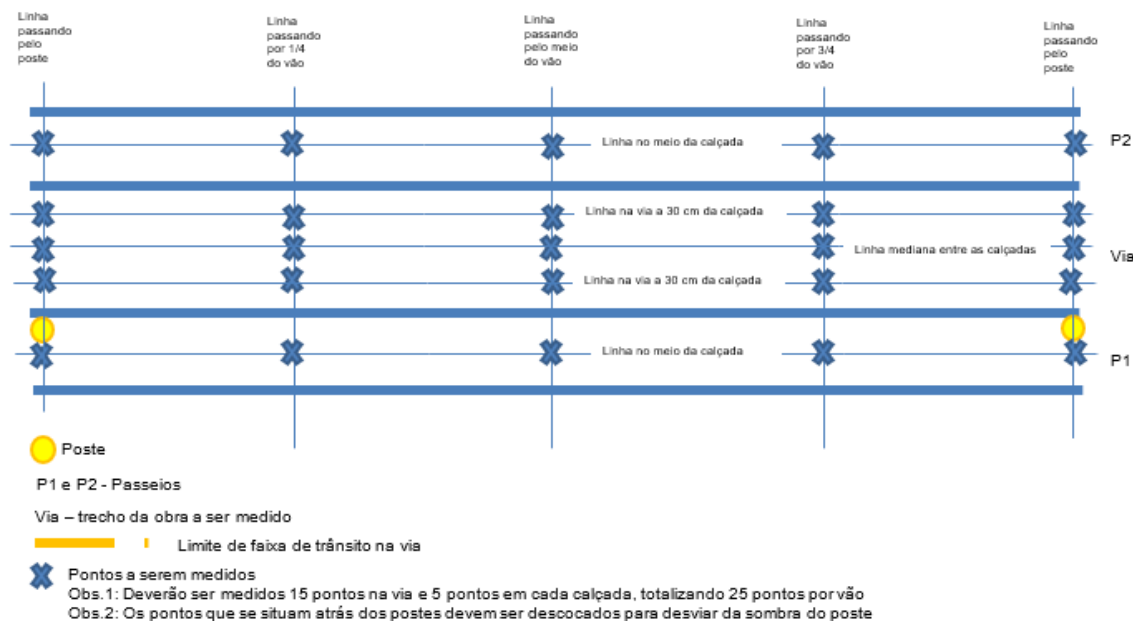 Linha
passando
pelo
poste
Linha
passando
por 1/4
do vão
Linha
passando
pelo meio
do vão
Linha
passando
por 3/4
do vão
Linha
passando
pelo
poste
Linha no meio da calçada
P2
Linha na via a 30 cm da calçada
Linha mediana entre as calçadas
Via
Linha na via a 30 cm da calçada
Linha no meio da calçada
P1
Poste
P1 e P2 - Passeios
Via – trecho da obra a ser medido
Limite de faixa de trânsito na via
Pontos a serem medidos
Obs.1: Deverão ser medidos 15 pontos na via e 5 pontos em cada calçada, totalizando 25 pontos por vão
Obs.2: Os pontos que se situam atrás dos postes devem ser descocados para desviar da sombra do poste